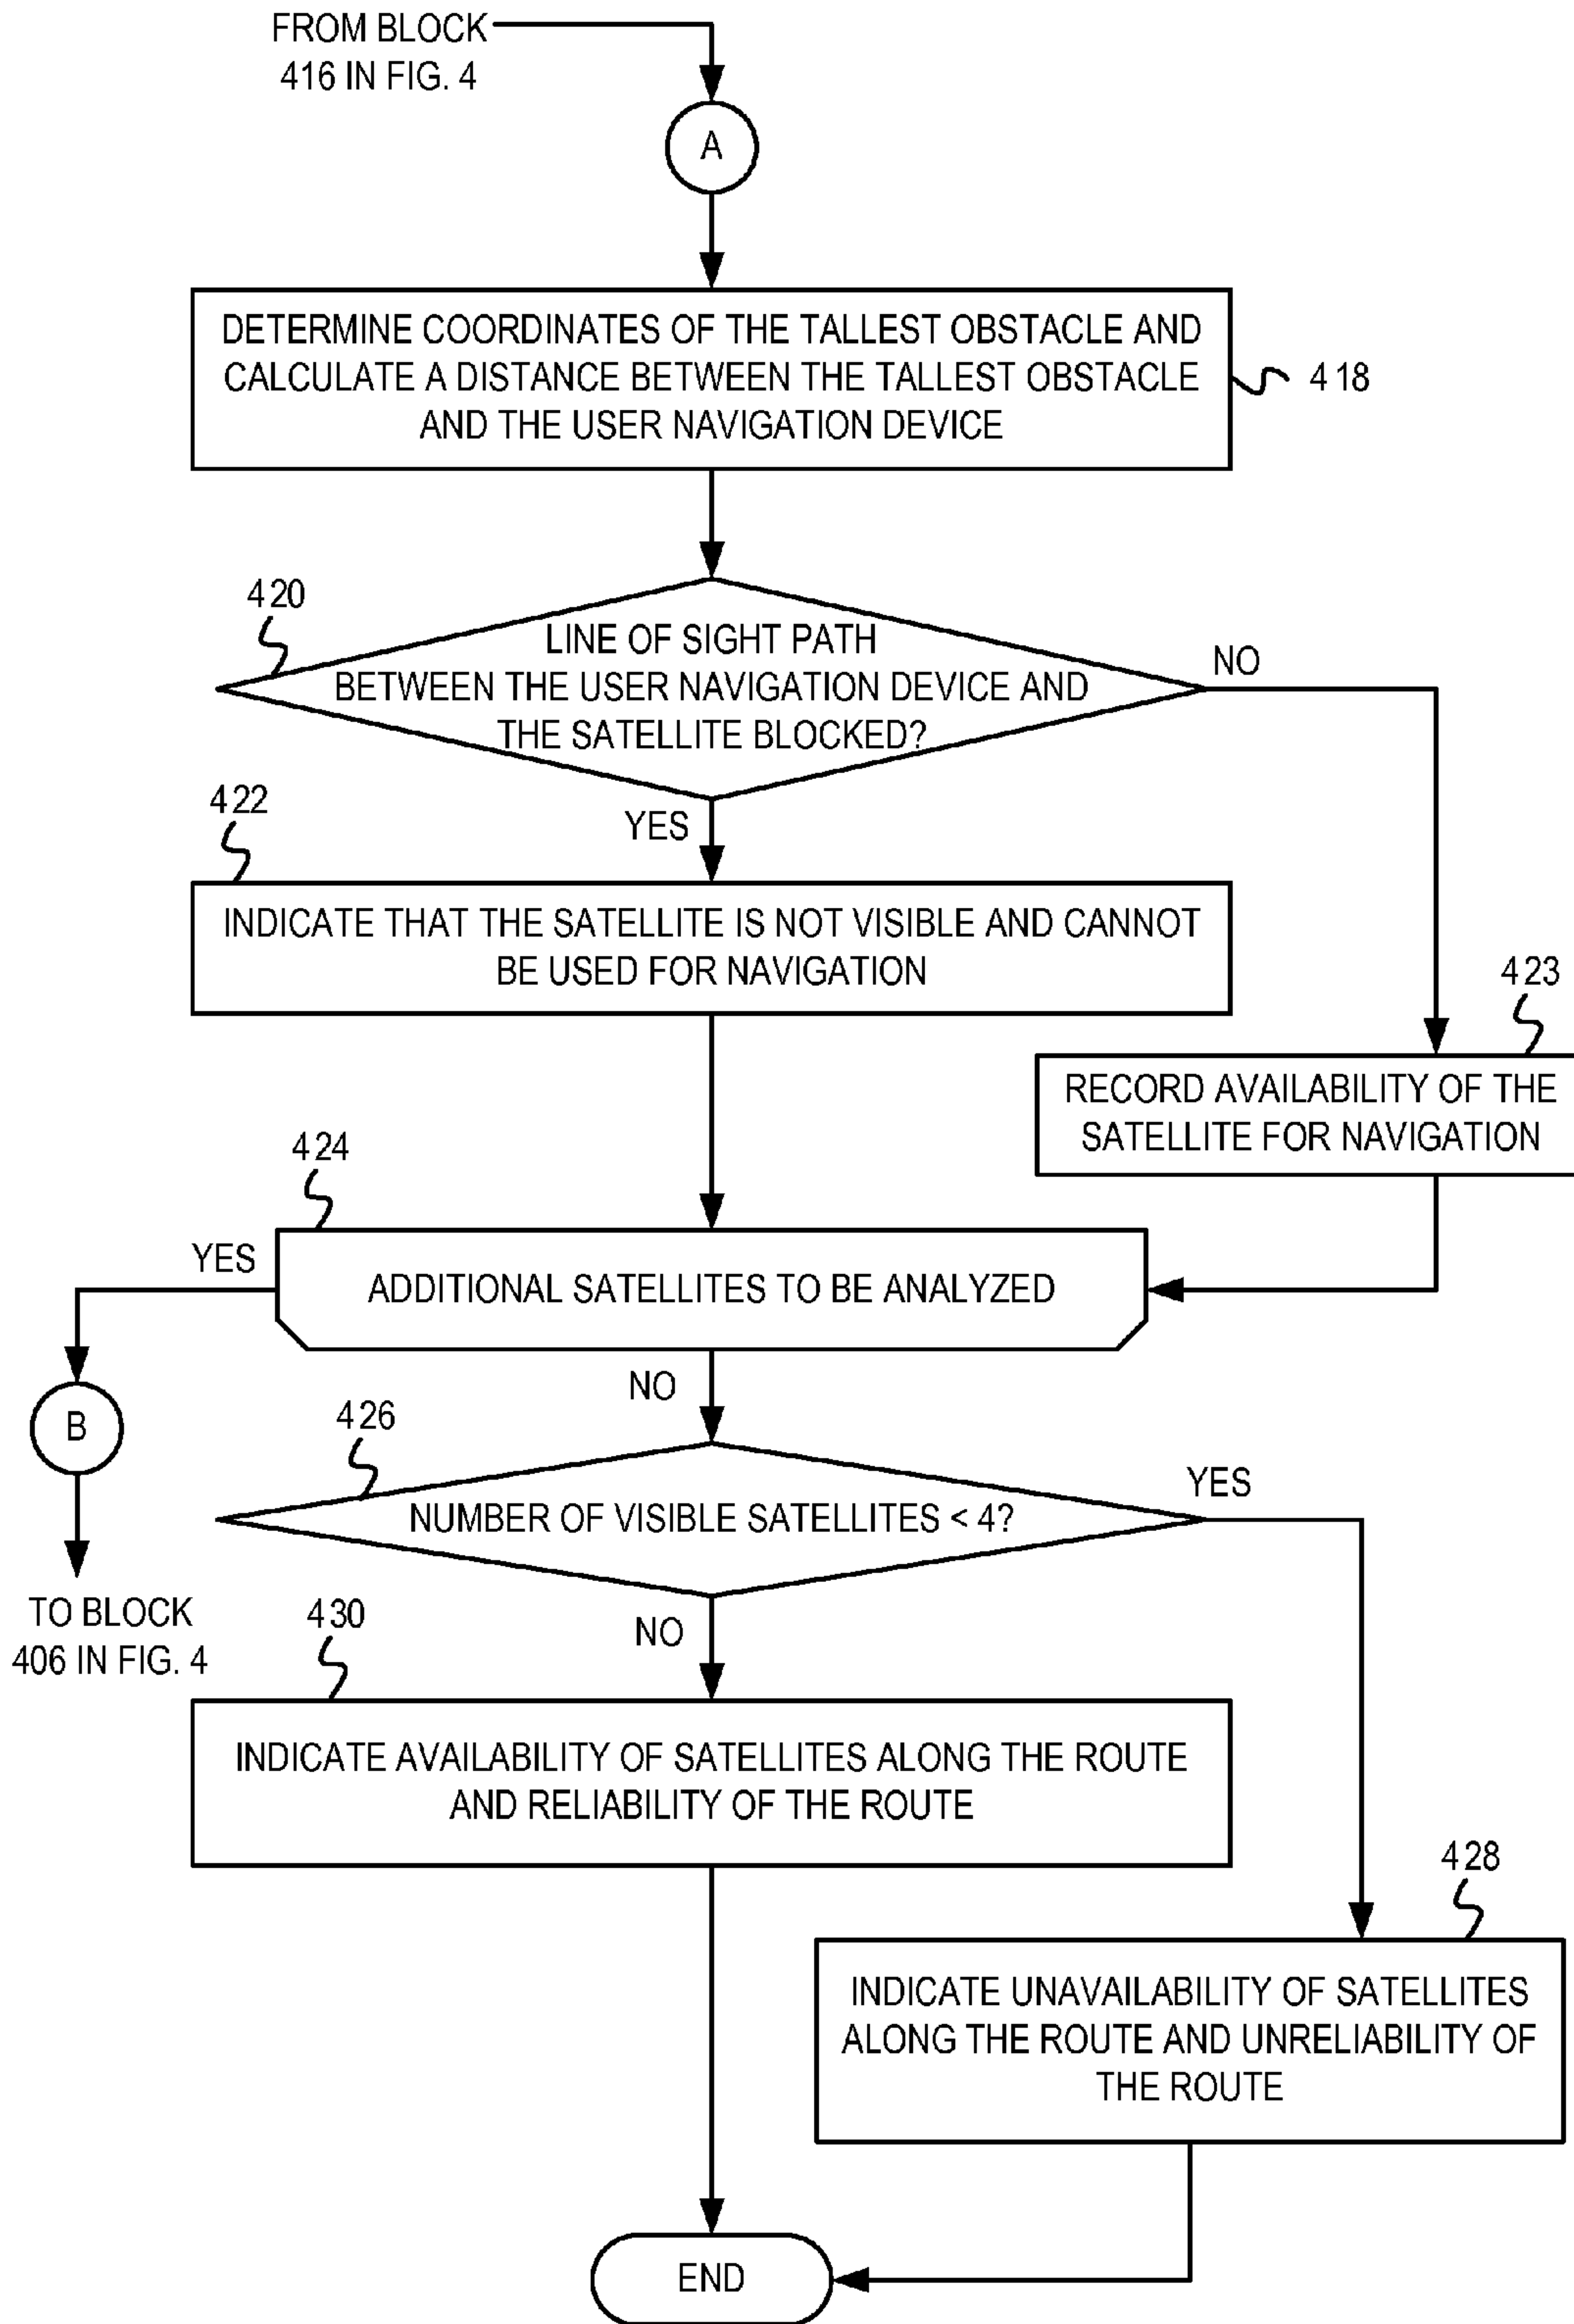 FROM BLOCK
416 IN FIG. 4
A
DETERMINE COORDINATES OF THE TALLEST OBSTACLE AND
CALCULATE A DISTANCE BETWEEN THE TALLEST OBSTACLE
AND THE USER NAVIGATION DEVICE
418
420
LINE OF SIGHT PATH
BETWEEN THE USER NAVIGATION DEVICE AND
THE SATELLITE BLOCKED?
NO
YES
422
INDICATE THAT THE SATELLITE IS NOT VISIBLE AND CANNOT
BE USED FOR NAVIGATION
423
RECORD AVAILABILITY OF THE
SATELLITE FOR NAVIGATION
424
YES
ADDITIONAL SATELLITES TO BE ANALYZED
NO
B
TO BLOCK
406 IN FIG. 4
426
NUMBER OF VISIBLE SATELLITES < 4?
YES
NO
430
INDICATE AVAILABILITY OF SATELLITES ALONG THE ROUTE
AND RELIABILITY OF THE ROUTE
428
INDICATE UNAVAILABILITY OF SATELLITES
ALONG THE ROUTE AND UNRELIABILITY OF
THE ROUTE
END